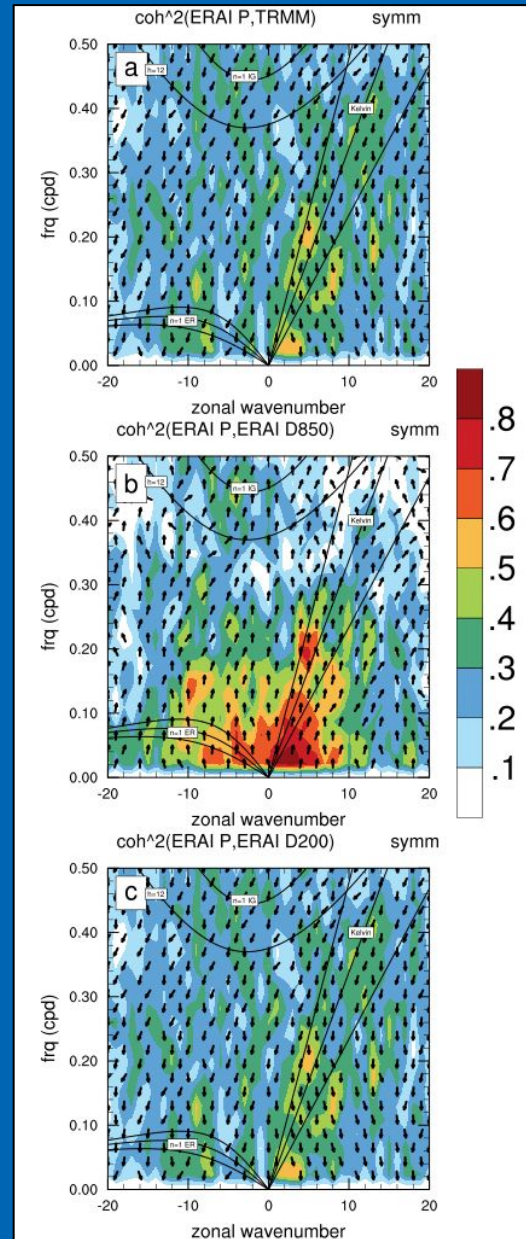 coh^2(ERAI P,TRMM) symm
a
h=12
n=1 IG
Kelvin
n=1 ER
frq (cpd)
0.50
0.40
0.30
0.20
0.10
0.00
-20 -10 0 10 20
zonal wavenumber
coh^2(ERAI P,ERAI D850) symm
b
h=12
n=1 IG
Kelvin
n=1 ER
frq (cpd)
0.50
0.40
0.30
0.20
0.10
0.00
-20 -10 0 10 20
zonal wavenumber
.8
.7
.6
.5
.4
.3
.2
.1
coh^2(ERAI P,ERAI D200) symm
c
h=12
n=1 IG
Kelvin
n=1 ER
frq (cpd)
0.50
0.40
0.30
0.20
0.10
0.00
-20 -10 0 10 20
zonal wavenumber